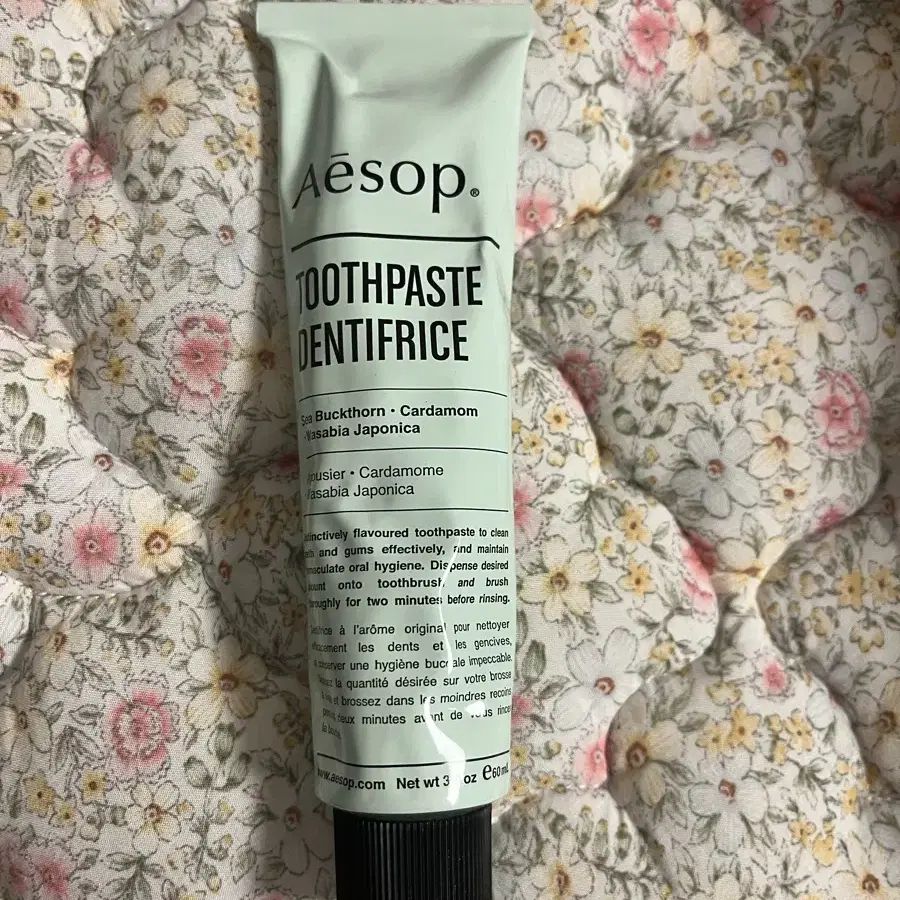 Aēsop®
TOOTHPASTE
DENTIFRICE
Sea Buckthorn • Cardamom
Wasabia Japonica
Cardamome
Wasabia Japonica
flavoured toothpaste to clean
and gums effectively, and maintain
oral hygiene. Dispense desired
onto toothbrush and brush
for two minutes before rinsing.
à l'arôme original pour nettoyer
les dents et les gencives,
une hygiène buccale impeccable.
la quantité désirée sur votre brosse
et brossez dans les moindres recoins
deux minutes avant de vous rincer
www.aesop.com Net wt oz ℮60 mL